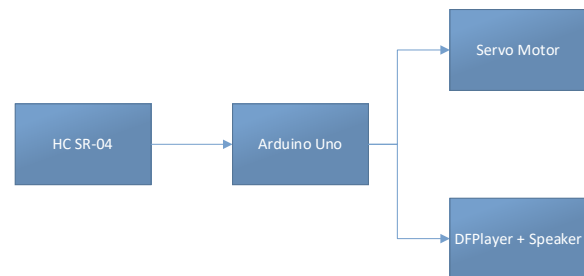 Servo Motor
HC SR-04
Arduino Uno
DFPlayer + Speaker